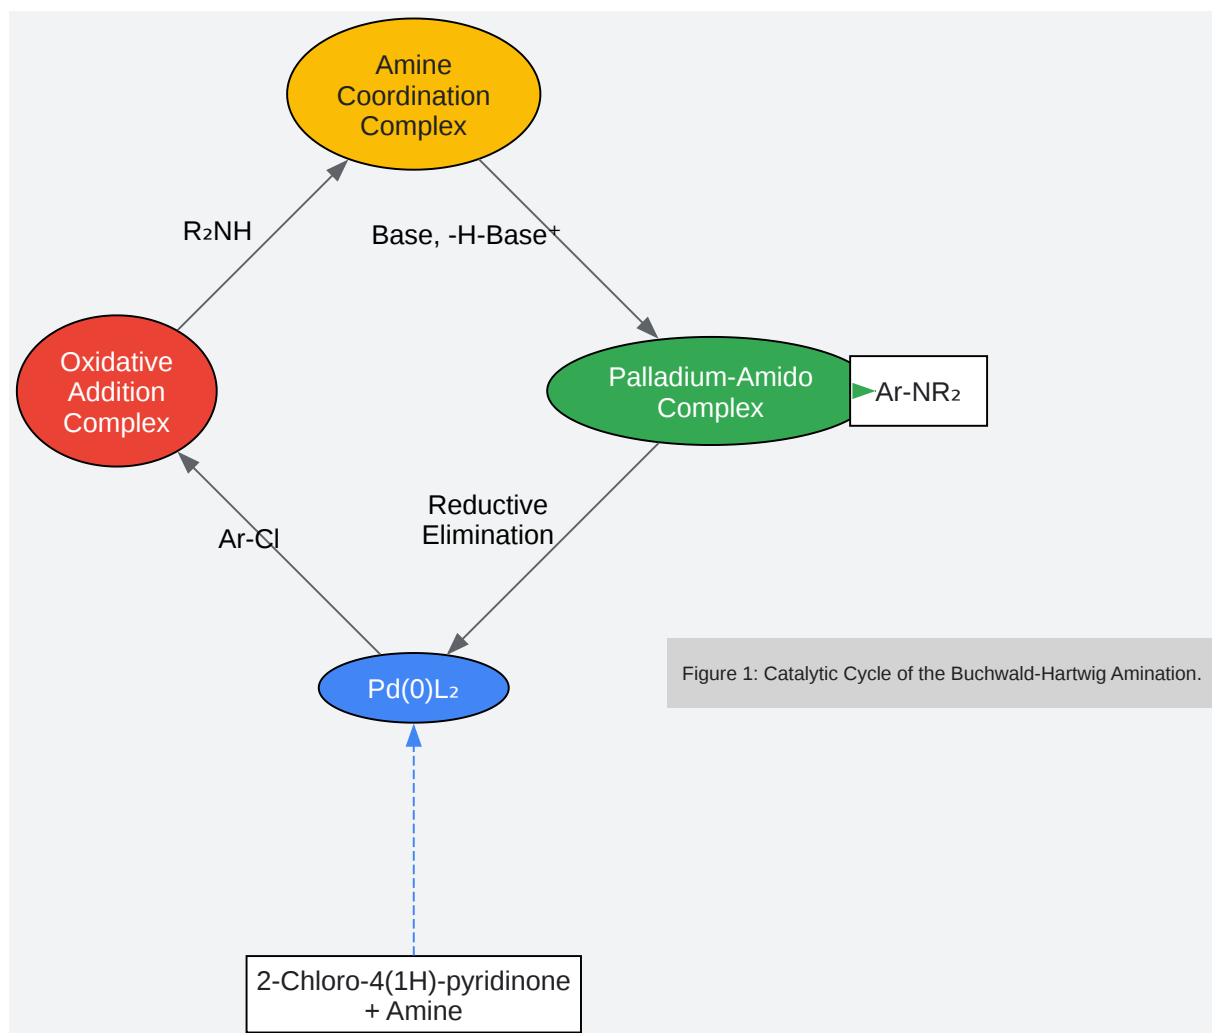 Amine
Coordination
Complex
R₂NH
Base, -H-Base⁺
Oxidative
Addition
Complex
Palladium-Amido
Complex
Ar-NR₂
Reductive
Elimination
Ar-Cl
Figure 1: Catalytic Cycle of the Buchwald-Hartwig Amination.
Pd(0)L₂
2-Chloro-4(1H)-pyridinone
+ Amine